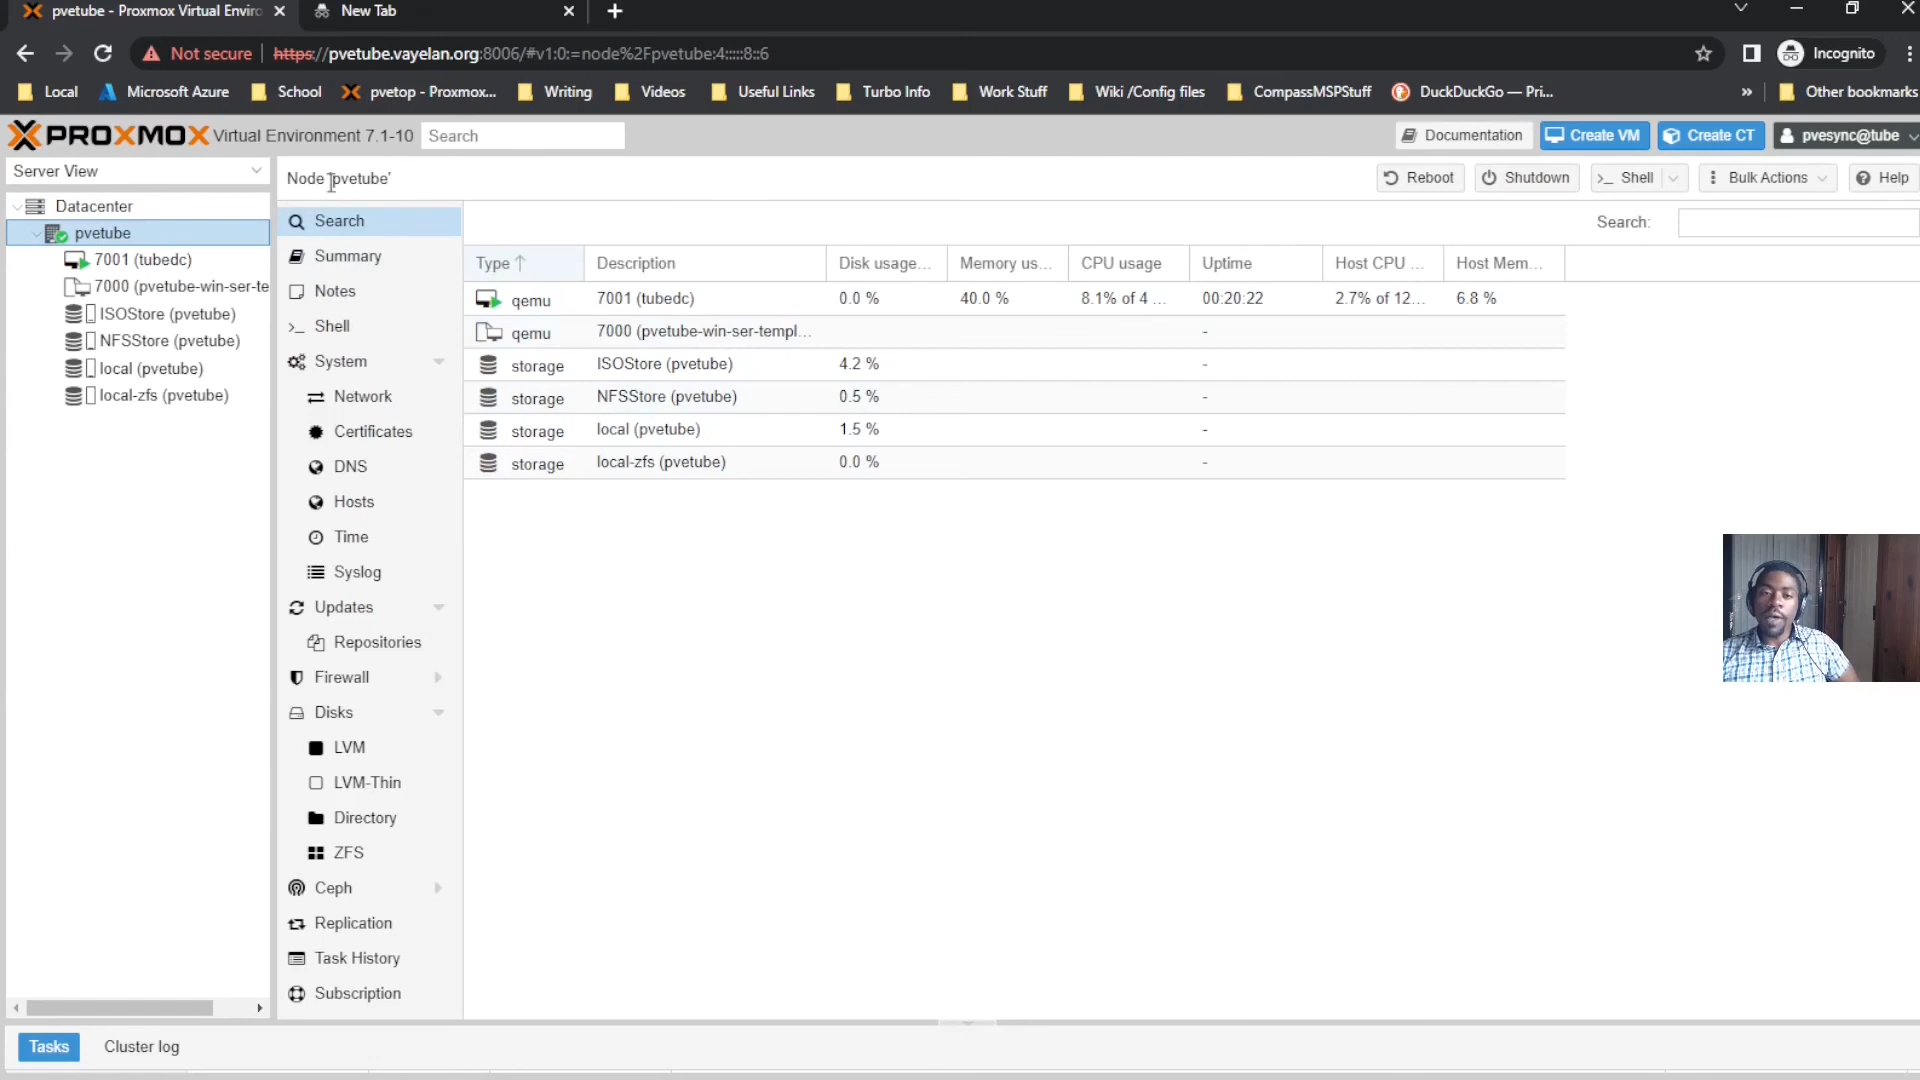 pvetube - Proxmox Virtual Enviro
New Tab
Not secure
https://pvetube.vayelan.org:8006/#v1:0:=node%2Fpvetube:4:::::8::6
Incognito
Local
Microsoft Azure
School
pvetop - Proxmox...
Writing
Videos
Useful Links
Turbo Info
Work Stuff
Wiki /Config files
CompassMSPStuff
DuckDuckGo — Pri...
»
Other bookmarks
PROXMOX Virtual Environment 7.1-10
Search
Documentation
Create VM
Create CT
pvesync@tube
Server View
Node 'pvetube'
Reboot
Shutdown
Shell
Bulk Actions
Help
Datacenter
pvetube
7001 (tubedc)
7000 (pvetube-win-ser-te
ISOStore (pvetube)
NFSStore (pvetube)
local (pvetube)
local-zfs (pvetube)
Search
Summary
Notes
Shell
System
Network
Certificates
DNS
Hosts
Time
Syslog
Updates
Repositories
Firewall
Disks
LVM
LVM-Thin
Directory
ZFS
Ceph
Replication
Task History
Subscription
Search:
Type ↑ Description Disk usage... Memory us... CPU usage Uptime Host CPU ... Host Mem...
qemu 7001 (tubedc) 0.0 % 40.0 % 8.1% of 4 ... 00:20:22 2.7% of 12... 6.8 %
qemu 7000 (pvetube-win-ser-templ... -
storage ISOStore (pvetube) 4.2 % -
storage NFSStore (pvetube) 0.5 % -
storage local (pvetube) 1.5 % -
storage local-zfs (pvetube) 0.0 % -
Tasks
Cluster log